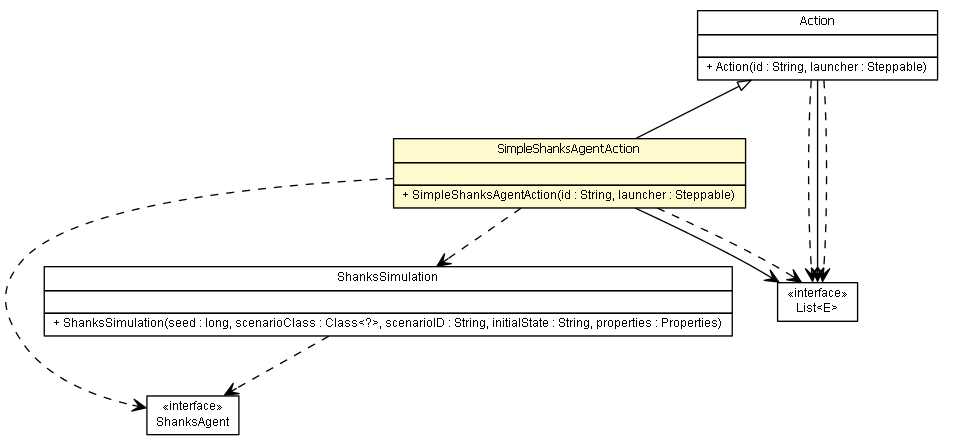 Action
+ Action(id : String, launcher : Steppable)
SimpleShanksAgentAction
+ SimpleShanksAgentAction(id : String, launcher : Steppable)
ShanksSimulation
+ ShanksSimulation(seed : long, scenarioClass : Class<?>, scenarioID : String, initialState : String, properties : Properties)
«interface»
List<E>
«interface»
ShanksAgent